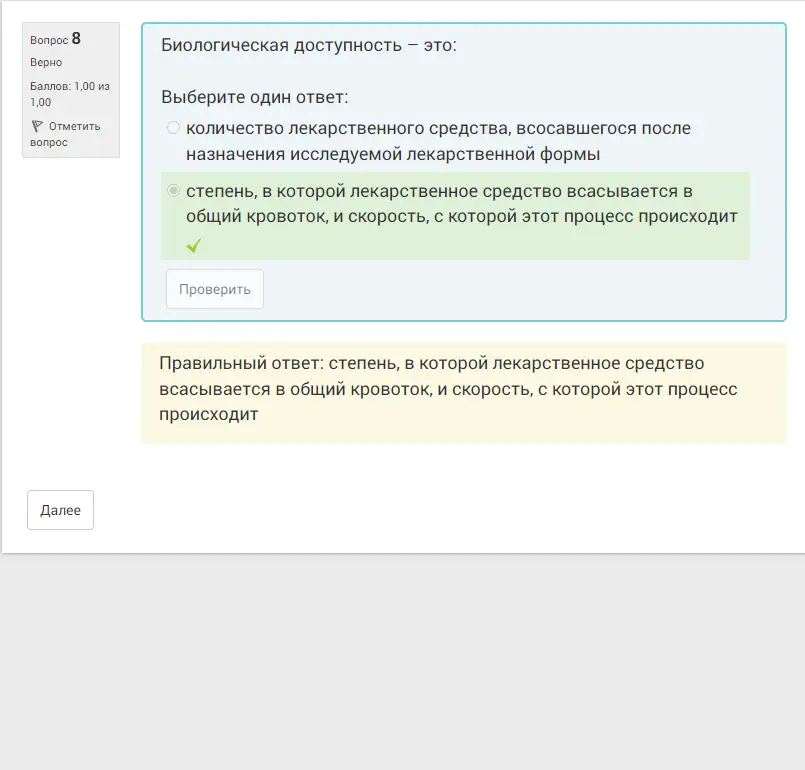 Вопрос 8
Верно
Баллов: 1,00 из
1,00
Отметить
вопрос
Биологическая доступность – это:
Выберите один ответ:
количество лекарственного средства, всосавшегося после
назначения исследуемой лекарственной формы
степень, в которой лекарственное средство всасывается в
общий кровоток, и скорость, с которой этот процесс происходит
Проверить
Правильный ответ: степень, в которой лекарственное средство
всасывается в общий кровоток, и скорость, с которой этот процесс
происходит
Далее